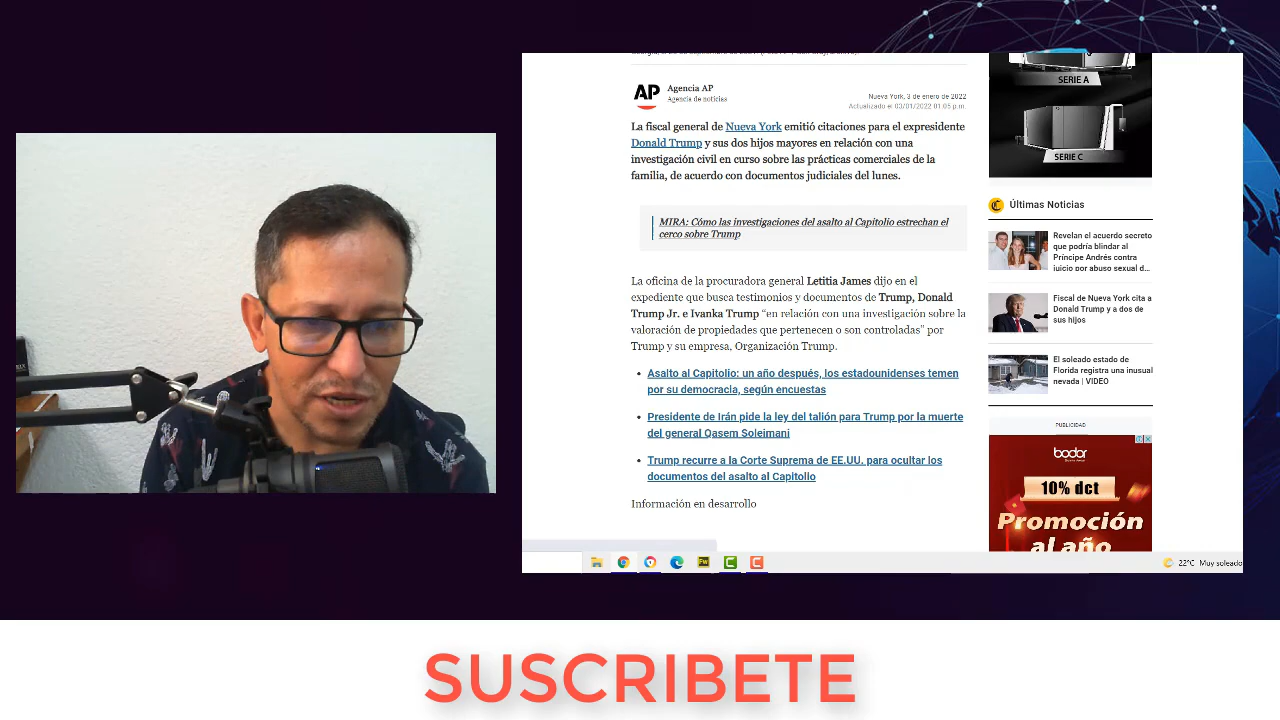 AP
Agencia AP
Agencia de noticias
Nueva York, 3 de enero de 2022
Actualizado el 03/01/2022 01:05 p.m.
La fiscal general de Nueva York emitió citaciones para el expresidente
Donald Trump y sus dos hijos mayores en relación con una
investigación civil en curso sobre las prácticas comerciales de la
familia, de acuerdo con documentos judiciales del lunes.
MIRA: Cómo las investigaciones del asalto al Capitolio estrechan el
cerco sobre Trump
La oficina de la procuradora general Letitia James dijo en el
expediente que busca testimonios y documentos de Trump, Donald
Trump Jr. e Ivanka Trump “en relación con una investigación sobre la
valoración de propiedades que pertenecen o son controladas” por
Trump y su empresa, Organización Trump.
• Asalto al Capitolio: un año después, los estadounidenses temen
por su democracia, según encuestas
• Presidente de Irán pide la ley del talión para Trump por la muerte
del general Qasem Soleimani
• Trump recurre a la Corte Suprema de EE.UU. para ocultar los
documentos del asalto al Capitolio
Información en desarrollo
SERIE A
SERIE C
Últimas Noticias
Revelan el acuerdo secreto
que podría blindar al
Príncipe Andrés contra
juicio por abuso sexual d...
Fiscal de Nueva York cita a
Donald Trump y a dos de
sus hijos
El soleado estado de
Florida registra una inusual
nevada | VIDEO
PUBLICIDAD
bodor
10% dct
Promoción
al año
Fw
22°C Muy soleado
SUSCRIBETE